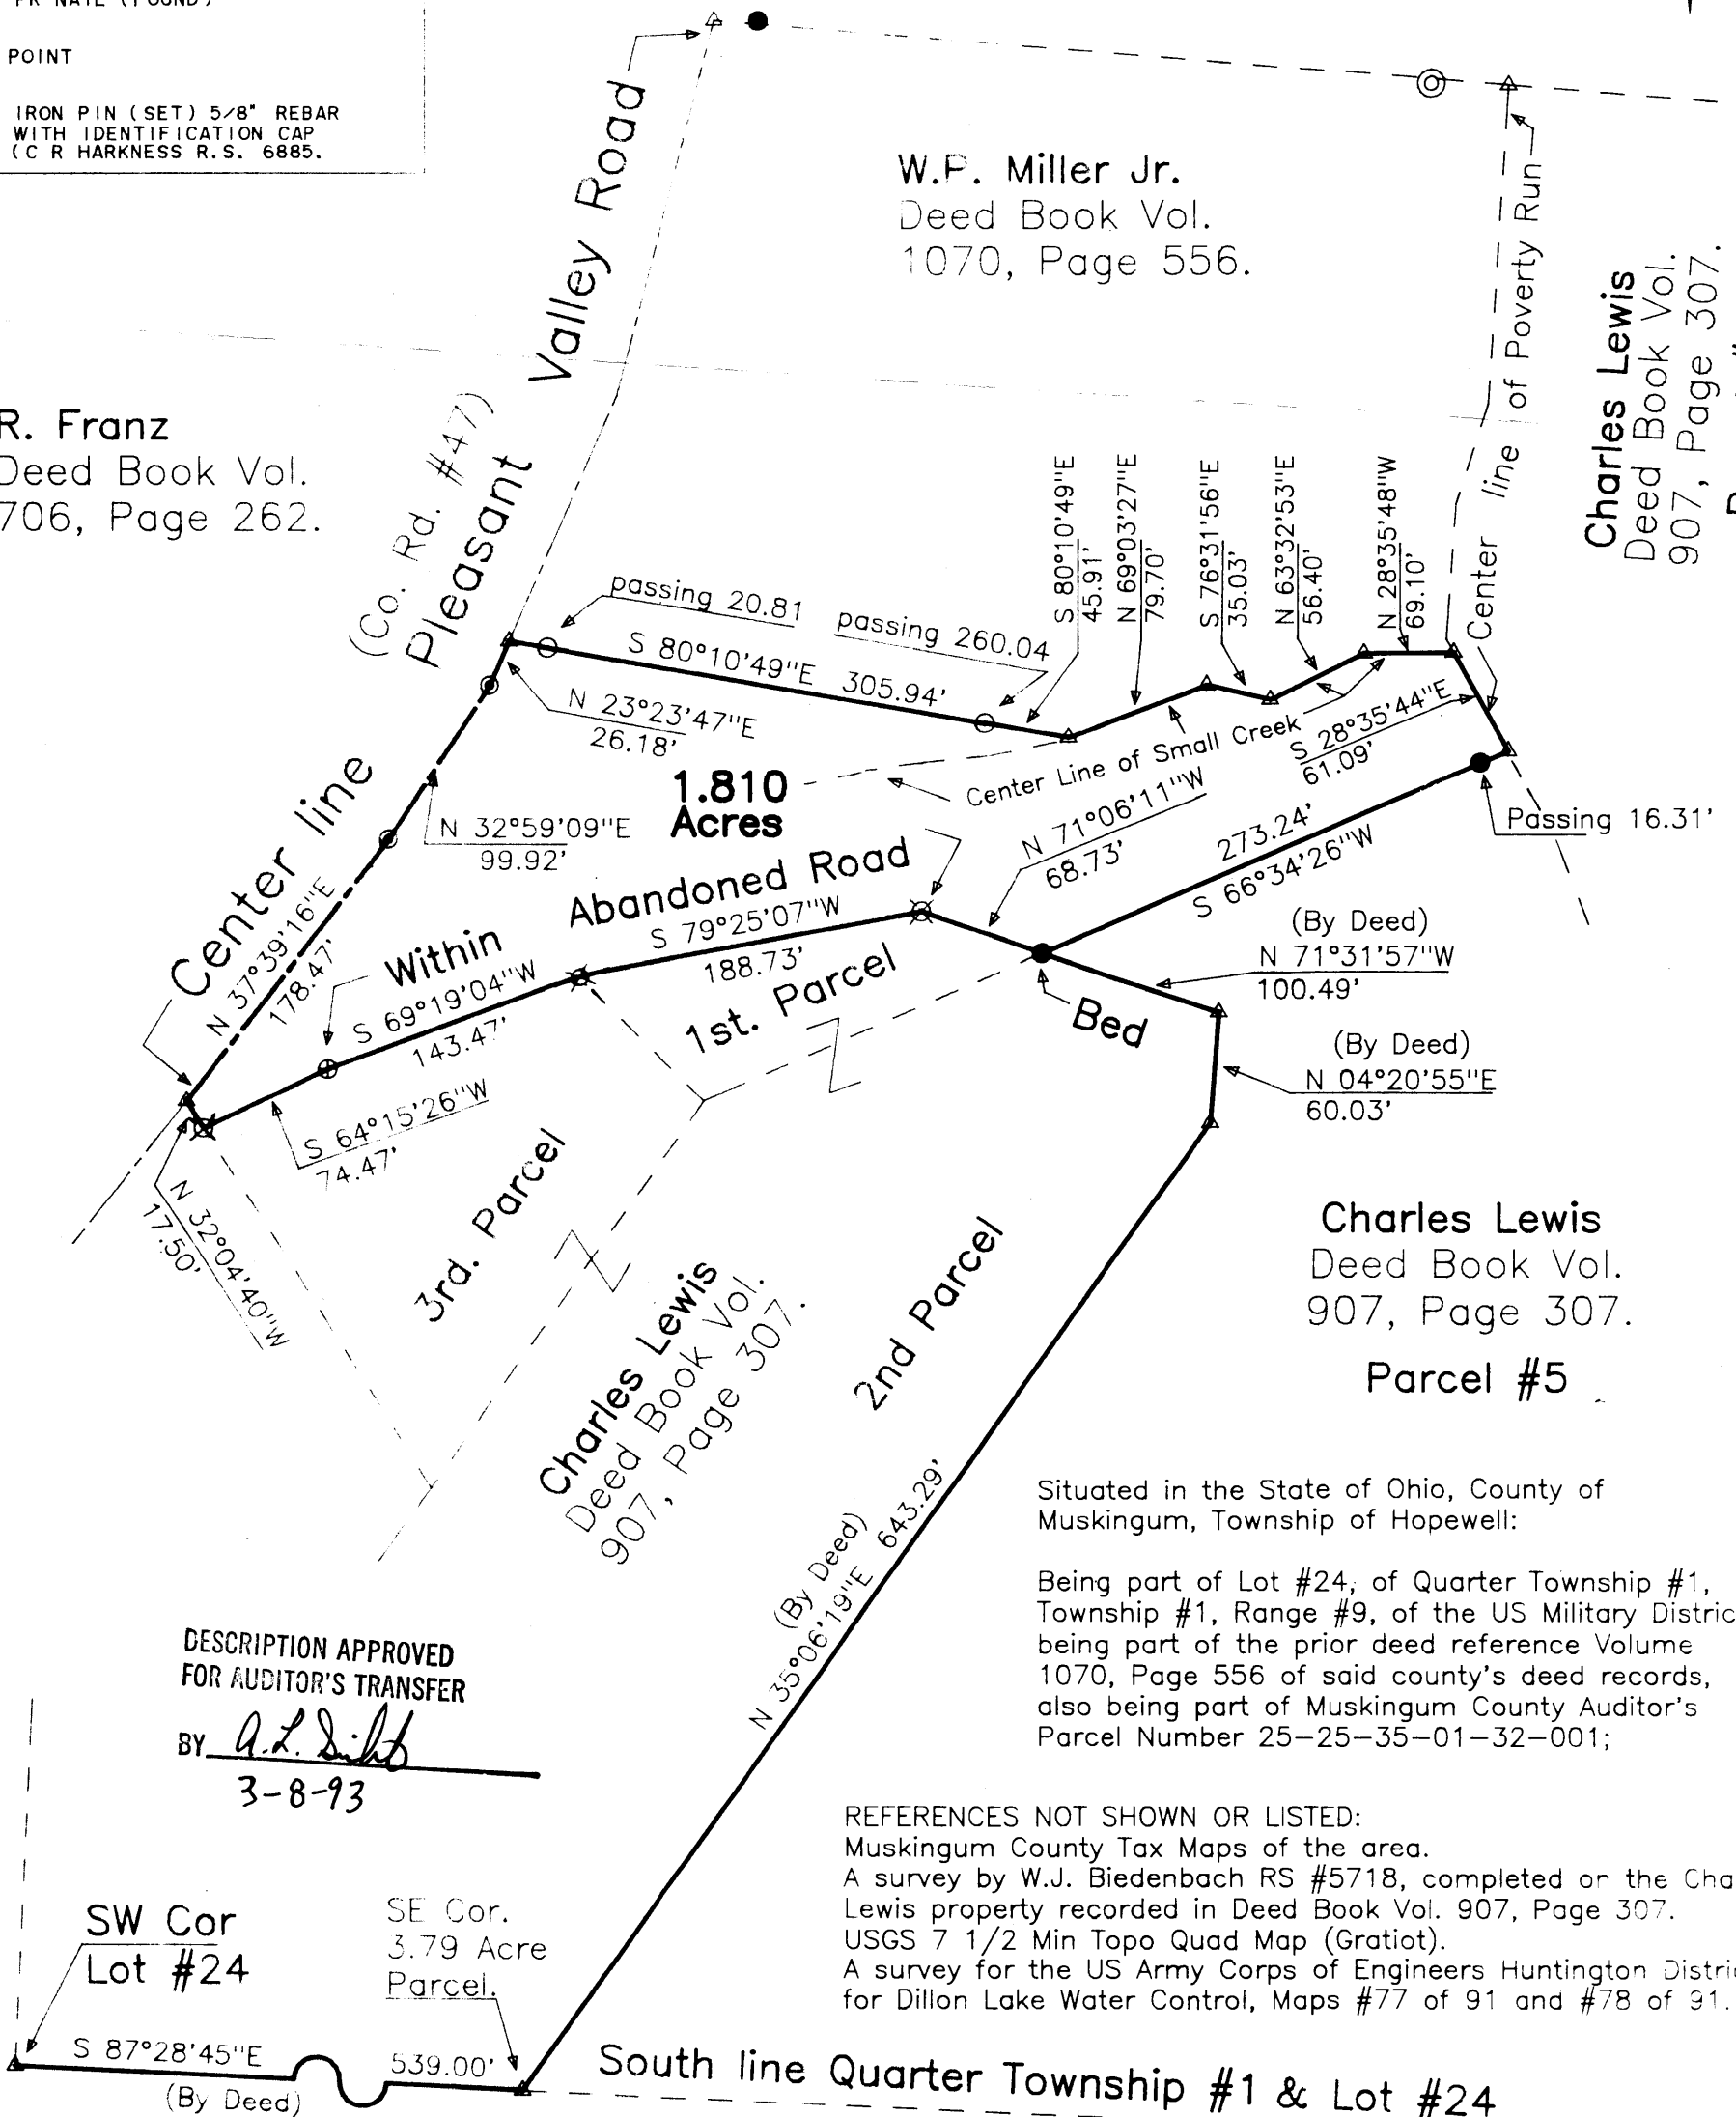 PK NAIL (FOUND)
POINT
IRON PIN (SET) 5/8" REBAR
WITH IDENTIFICATION CAP
(C R HARKNESS R.S. 6885.
W.P. Miller Jr.
Deed Book Vol.
1070, Page 556.
Center line of Poverty Run
Charles Lewis
Deed Book Vol.
907, Page 307.
R. Franz
Deed Book Vol.
706, Page 262.
(Co. Rd. #47)
Pleasant Valley Road
passing 20.81
passing 260.04
S 80°10'49"E 305.94'
S 80°10'49"E
45.91'
N 69°03'27"E
79.70'
S 76°31'56"E
35.03'
N 63°32'53"E
56.40'
N 28°35'48"W
69.10'
N 23°23'47"E
26.18'
S 28°35'44"E
61.09'
Center Line of Small Creek
1.810
Acres
N 32°59'09"E
99.92'
N 71°06'11"W
68.73'
273.24'
S 66°34'26"W
Passing 16.31'
Center line
N 37°39'16"E
178.47'
Within Abandoned Road Bed
S 79°25'07"W
188.73'
S 69°19'04"W
143.47'
S 64°15'26"W
74.47'
N 32°04'40"W
17.50'
1st. Parcel
(By Deed)
N 71°31'57"W
100.49'
(By Deed)
N 04°20'55"E
60.03'
3rd. Parcel
Charles Lewis
Deed Book Vol.
907, Page 307.
2nd Parcel
Charles Lewis
Deed Book Vol.
907, Page 307.
Parcel #5
(By Deed)
N 35°06'19"E 643.29'
Situated in the State of Ohio, County of
Muskingum, Township of Hopewell:
Being part of Lot #24, of Quarter Township #1,
Township #1, Range #9, of the US Military Distric
being part of the prior deed reference Volume
1070, Page 556 of said county's deed records,
also being part of Muskingum County Auditor's
Parcel Number 25-25-35-01-32-001;
DESCRIPTION APPROVED
FOR AUDITOR'S TRANSFER
BY
3-8-93
REFERENCES NOT SHOWN OR LISTED:
Muskingum County Tax Maps of the area.
A survey by W.J. Biedenbach RS #5718, completed on the Cha
Lewis property recorded in Deed Book Vol. 907, Page 307.
USGS 7 1/2 Min Topo Quad Map (Gratiot).
A survey for the US Army Corps of Engineers Huntington Distri
for Dillon Lake Water Control, Maps #77 of 91 and #78 of 91.
SW Cor
Lot #24
SE Cor.
3.79 Acre
Parcel.
S 87°28'45"E 539.00'
(By Deed)
South line Quarter Township #1 & Lot #24